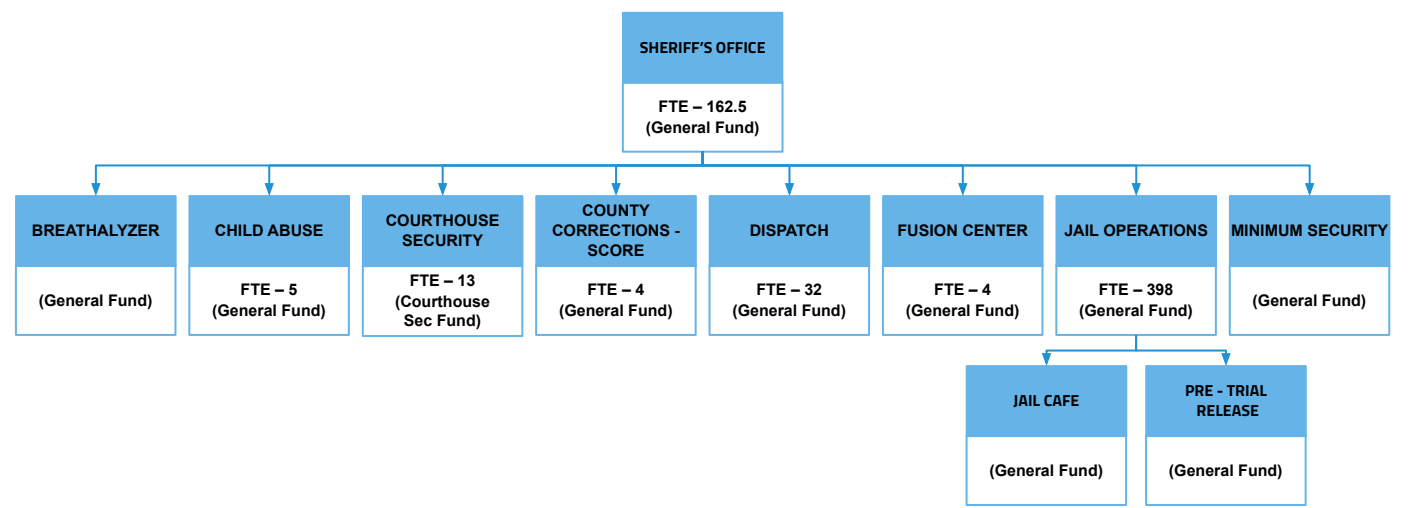 SHERIFF'S OFFICE
FTE – 162.5
(General Fund)
BREATHALYZER
(General Fund)
CHILD ABUSE
FTE – 5
(General Fund)
COURTHOUSE
SECURITY
FTE – 13
(Courthouse
Sec Fund)
COUNTY
CORRECTIONS -
SCORE
FTE – 4
(General Fund)
DISPATCH
FTE – 32
(General Fund)
FUSION CENTER
FTE – 4
(General Fund)
JAIL OPERATIONS
FTE – 398
(General Fund)
MINIMUM SECURITY
(General Fund)
JAIL CAFE
(General Fund)
PRE - TRIAL
RELEASE
(General Fund)